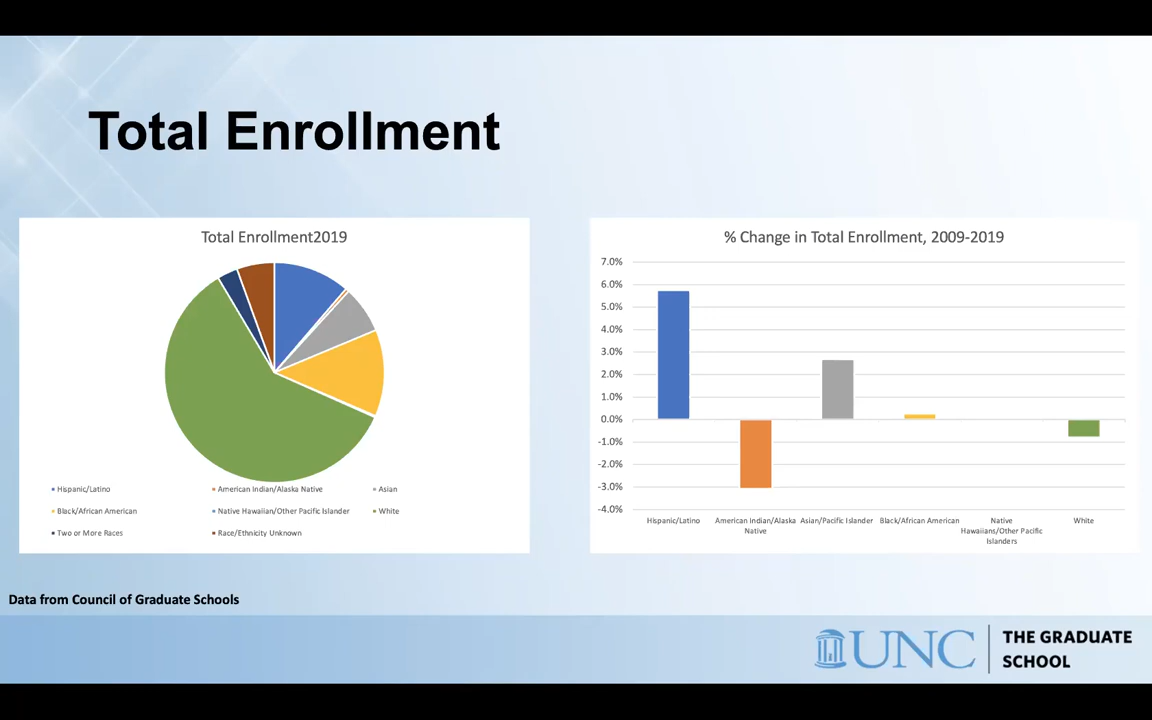 Total Enrollment
Total Enrollment2019
Hispanic/Latino
American Indian/Alaska Native
Asian
Black/African American
Native Hawaiian/Other Pacific Islander
White
Two or More Races
Race/Ethnicity Unknown
% Change in Total Enrollment, 2009-2019
7.0%
6.0%
5.0%
4.0%
3.0%
2.0%
1.0%
0.0%
-1.0%
-2.0%
-3.0%
-4.0%
Hispanic/Latino
American Indian/Alaska
Native
Asian/Pacific Islander
Black/African American
Native
Hawaiians/Other Pacific
Islanders
White
Data from Council of Graduate Schools
UNC
THE GRADUATE
SCHOOL